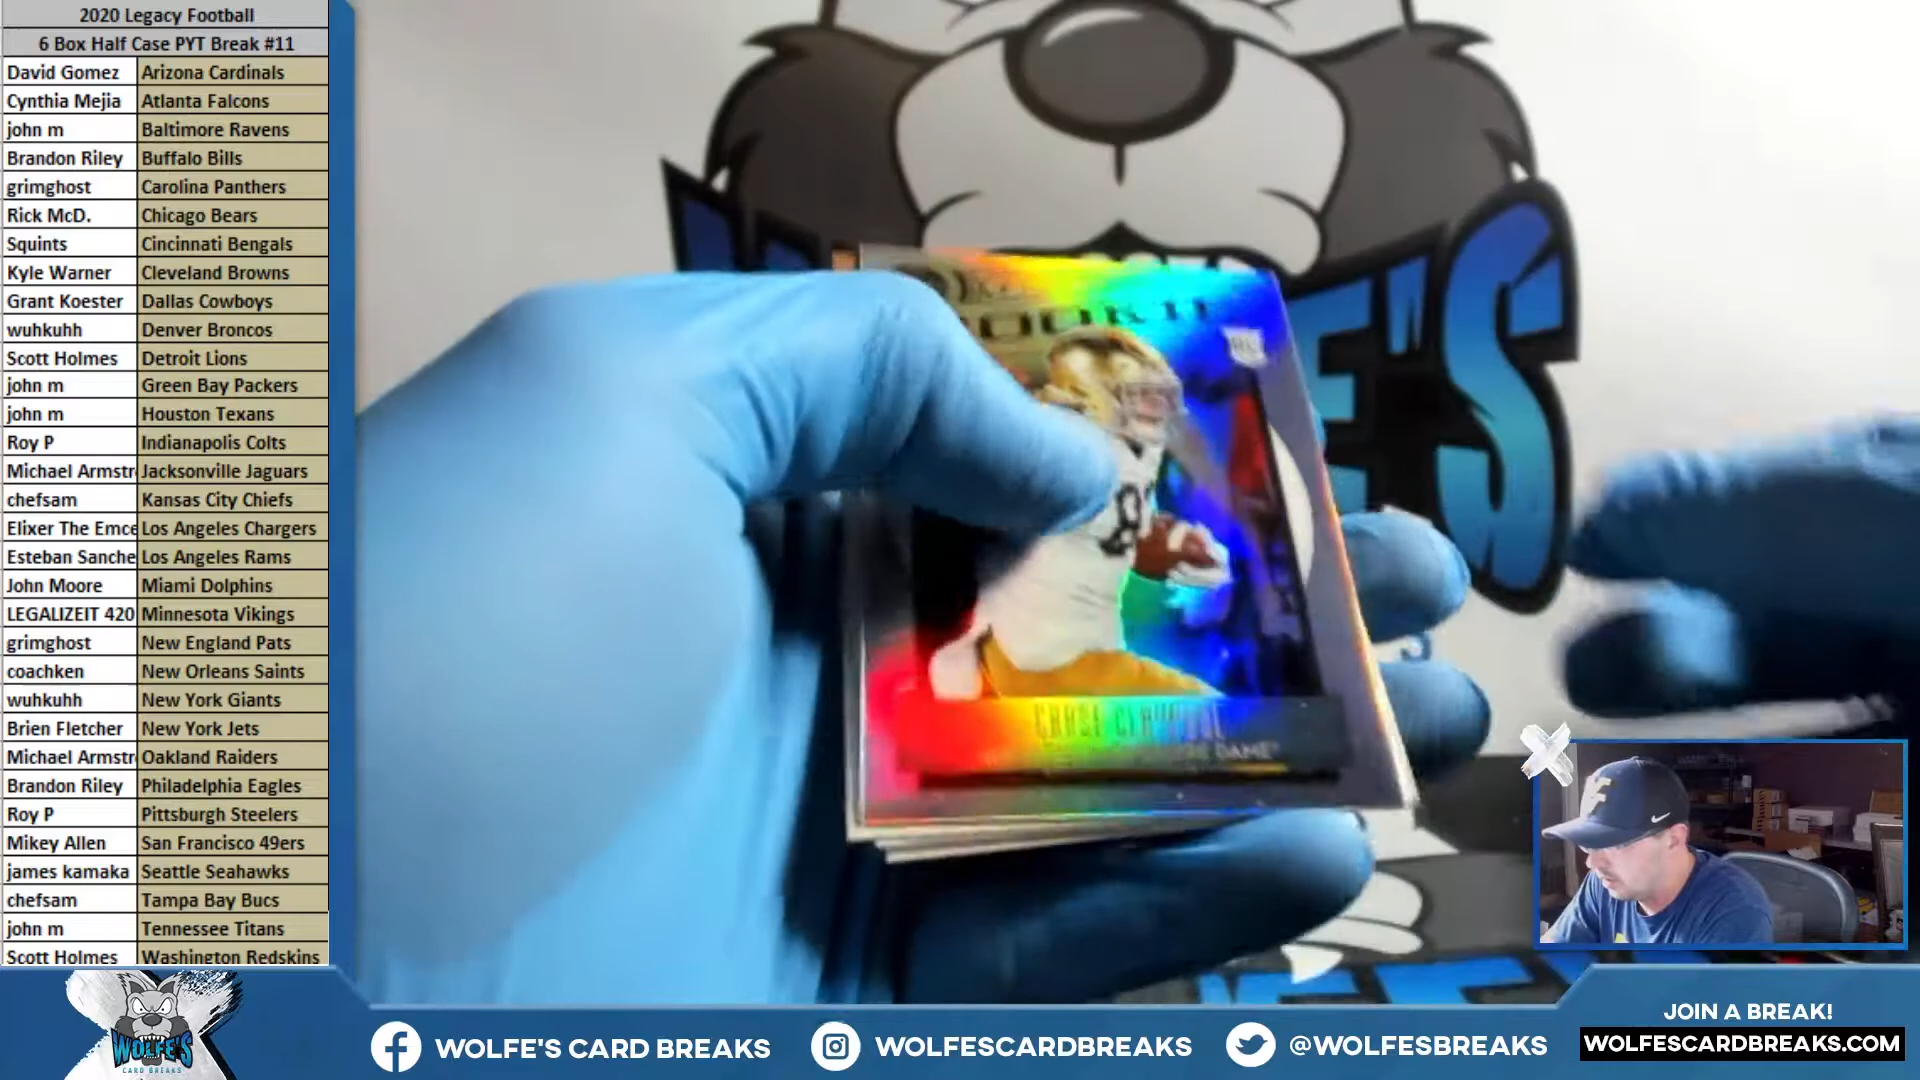 2020 Legacy Football
6 Box Half Case PYT Break #11
David Gomez Arizona Cardinals
Cynthia Mejia Atlanta Falcons
john m Baltimore Ravens
Brandon Riley Buffalo Bills
grimghost Carolina Panthers
Rick McD. Chicago Bears
Squints Cincinnati Bengals
Kyle Warner Cleveland Browns
Grant Koester Dallas Cowboys
wuhkuhh Denver Broncos
Scott Holmes Detroit Lions
john m Green Bay Packers
john m Houston Texans
Roy P Indianapolis Colts
Michael Armstr Jacksonville Jaguars
chefsam Kansas City Chiefs
Elixer The Emce Los Angeles Chargers
Esteban Sanche Los Angeles Rams
John Moore Miami Dolphins
LEGALIZEIT 420 Minnesota Vikings
grimghost New England Pats
coachken New Orleans Saints
wuhkuhh New York Giants
Brien Fletcher New York Jets
Michael Armstr Oakland Raiders
Brandon Riley Philadelphia Eagles
Roy P Pittsburgh Steelers
Mikey Allen San Francisco 49ers
james kamaka Seattle Seahawks
chefsam Tampa Bay Bucs
john m Tennessee Titans
Scott Holmes Washington Redskins
RC
DAME
WOLFE'S
CARD BREAKS
WOLFE'S CARD BREAKS
WOLFESCARDBREAKS
@WOLFESBREAKS
JOIN A BREAK!
WOLFESCARDBREAKS.COM